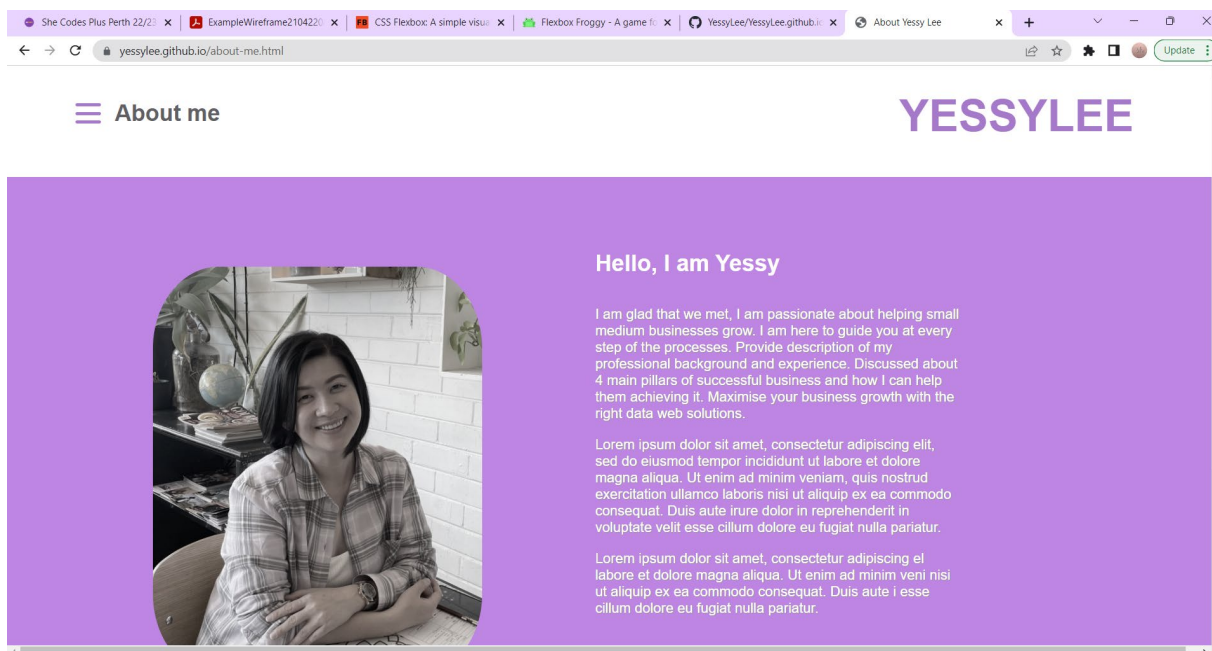 She Codes Plus Perth 22/23
ExampleWireframe2104220
CSS Flexbox: A simple visua
Flexbox Froggy - A game fo
YessyLee/YessyLee.github.i
About Yessy Lee
yessylee.github.io/about-me.html
Update
About me
YESSYLEE
Hello, I am Yessy
I am glad that we met, I am passionate about helping small
medium businesses grow. I am here to guide you at every
step of the processes. Provide description of my
professional background and experience. Discussed about
4 main pillars of successful business and how I can help
them achieving it. Maximise your business growth with the
right data web solutions.
Lorem ipsum dolor sit amet, consectetur adipiscing elit,
sed do eiusmod tempor incididunt ut labore et dolore
magna aliqua. Ut enim ad minim veniam, quis nostrud
exercitation ullamco laboris nisi ut aliquip ex ea commodo
consequat. Duis aute irure dolor in reprehenderit in
voluptate velit esse cillum dolore eu fugiat nulla pariatur.
Lorem ipsum dolor sit amet, consectetur adipiscing el
labore et dolore magna aliqua. Ut enim ad minim veni nisi
ut aliquip ex ea commodo consequat. Duis aute i esse
cillum dolore eu fugiat nulla pariatur.